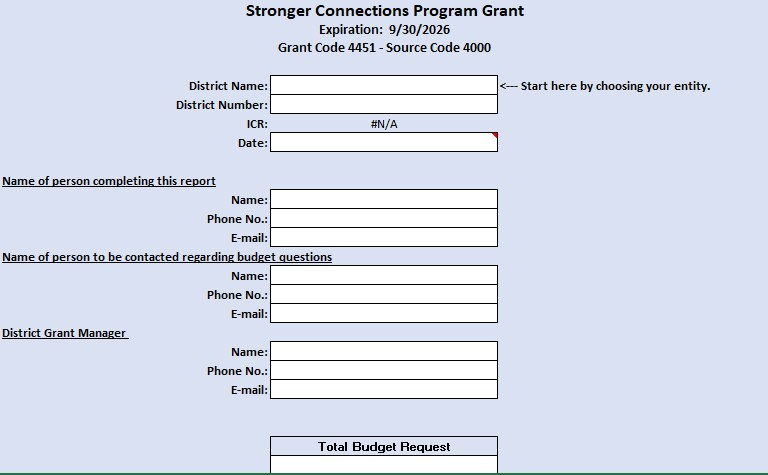 Stronger Connections Program Grant
Expiration: 9/30/2026
Grant Code 4451 - Source Code 4000
District Name: <--- Start here by choosing your entity.
District Number:
ICR: #N/A
Date:
Name of person completing this report
Name:
Phone No.:
E-mail:
Name of person to be contacted regarding budget questions
Name:
Phone No.:
E-mail:
District Grant Manager
Name:
Phone No.:
E-mail:
Total Budget Request